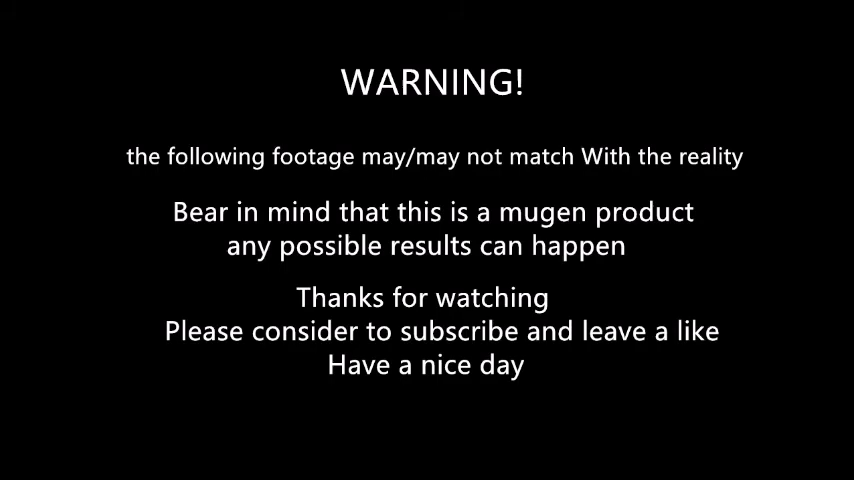 WARNING!
the following footage may/may not match With the reality
Bear in mind that this is a mugen product
any possible results can happen
Thanks for watching
Please consider to subscribe and leave a like
Have a nice day